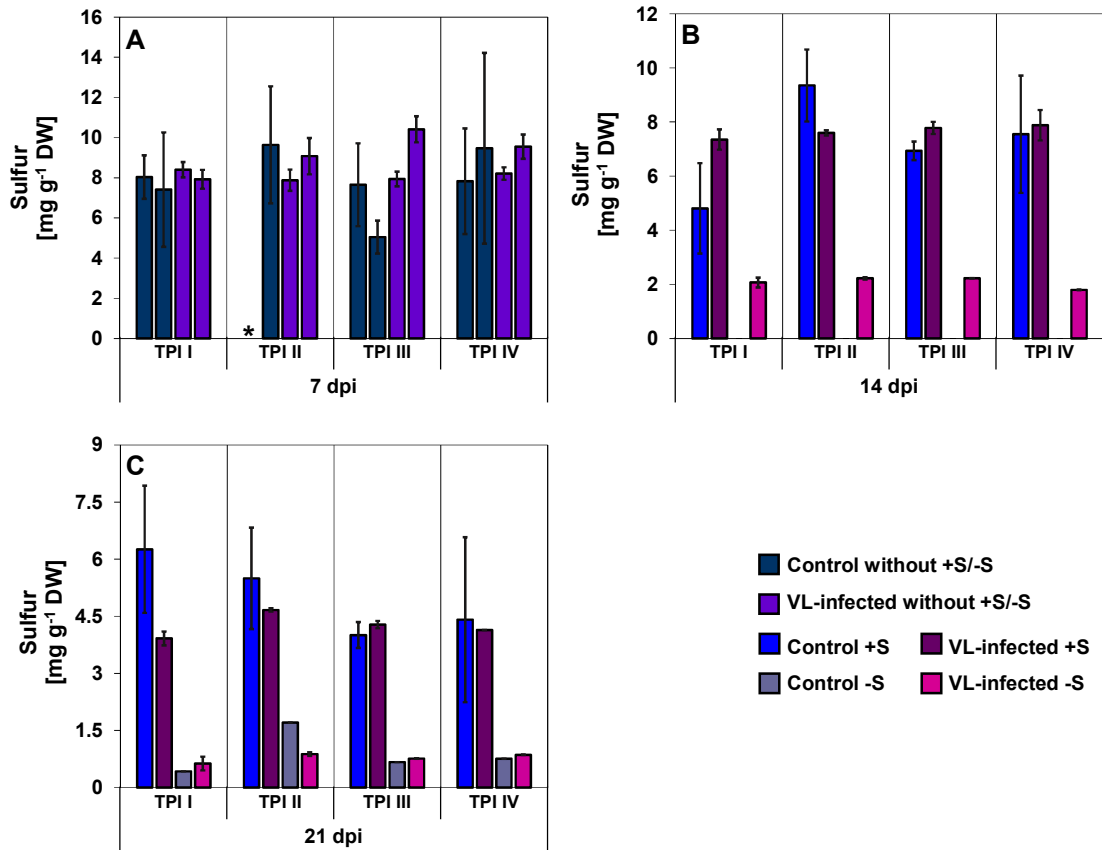 A
Sulfur
[mg g-1 DW]
16
14
12
10
8
6
4
2
0
*
TPI I
TPI II
TPI III
TPI IV
7 dpi
B
Sulfur
[mg g-1 DW]
12
10
8
6
4
2
0
TPI I
TPI II
TPI III
TPI IV
14 dpi
C
Sulfur
[mg g-1 DW]
9
7.5
6
4.5
3
1.5
0
TPI I
TPI II
TPI III
TPI IV
21 dpi
Control without +S/-S
VL-infected without +S/-S
Control +S
VL-infected +S
Control -S
VL-infected -S